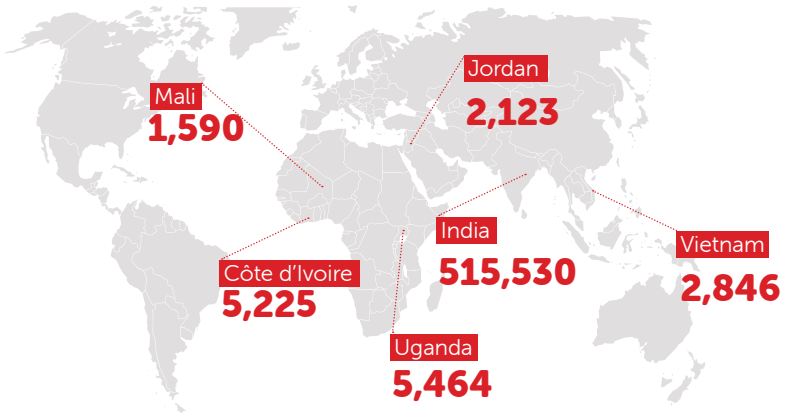 Jordan
2,123
Mali
1,590
India
515,530
Vietnam
2,846
Côte d'Ivoire
5,225
Uganda
5,464